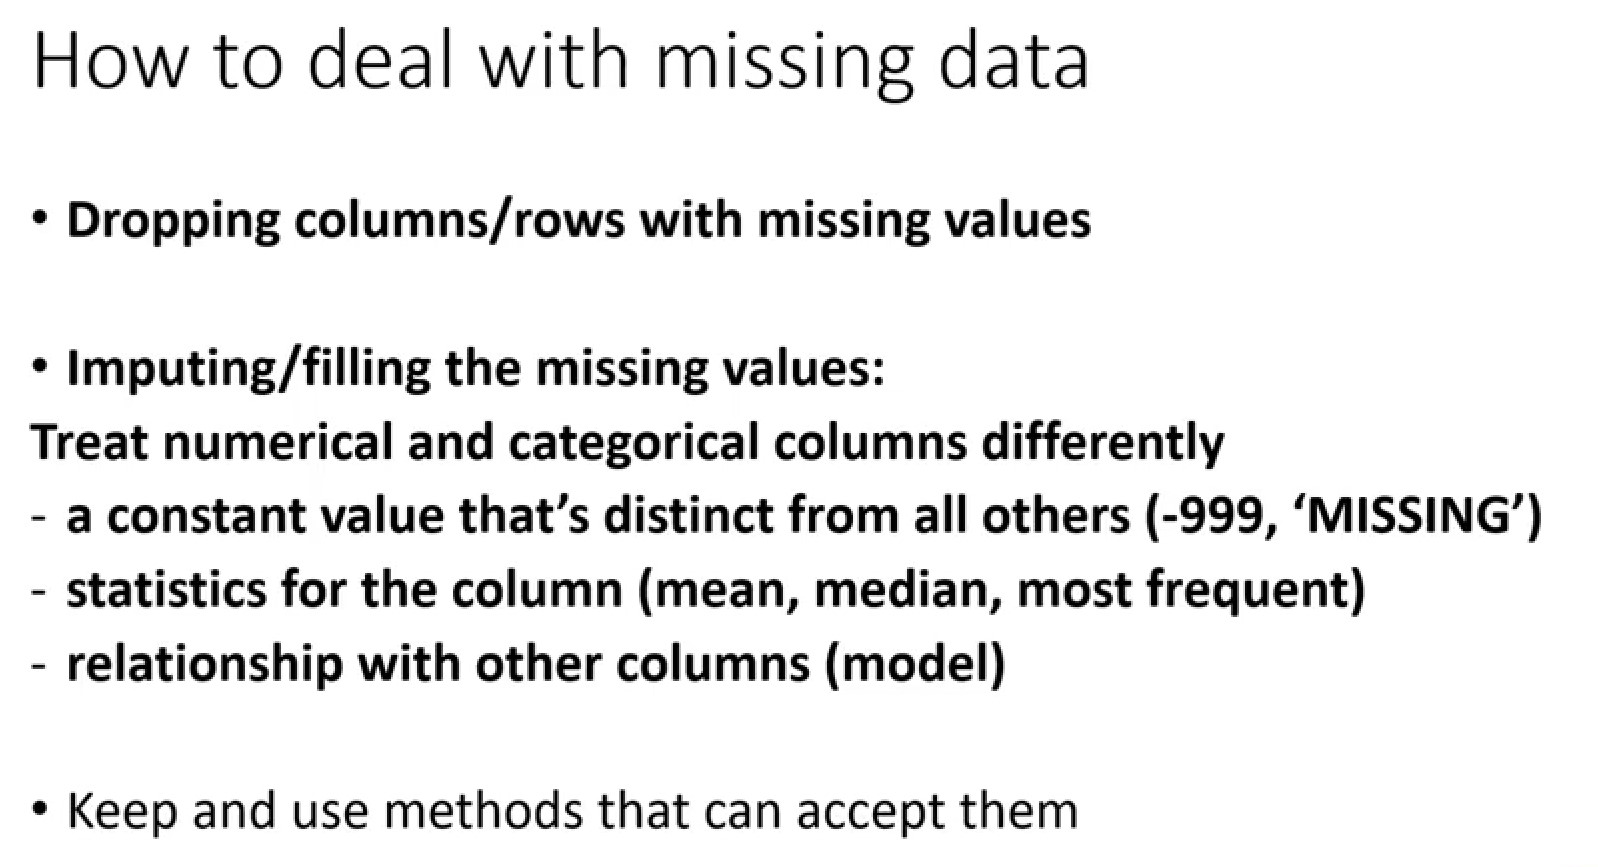 How to deal with missing data
• Dropping columns/rows with missing values
• Imputing/filling the missing values:
Treat numerical and categorical columns differently
- a constant value that’s distinct from all others (-999, ‘MISSING’)
- statistics for the column (mean, median, most frequent)
- relationship with other columns (model)
• Keep and use methods that can accept them